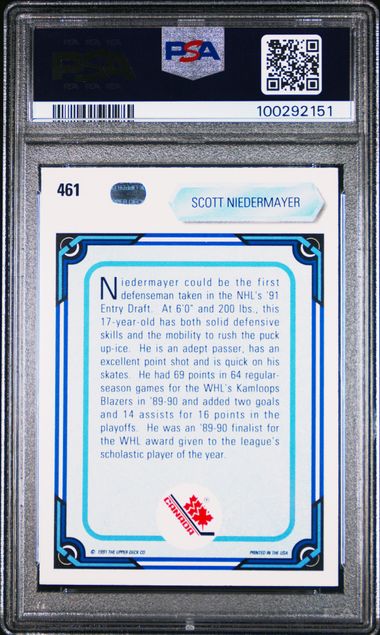 PSA
PSA
100292151
461
SCOTT NIEDERMAYER
Niedermayer could be the first
defenseman taken in the NHL's '91
Entry Draft. At 6'0" and 200 lbs., this
17-year-old has both solid defensive
skills and the mobility to rush the puck
up-ice. He is an adept passer, has an
excellent point shot and is quick on his
skates. He had 69 points in 64 regular-
season games for the WHL's Kamloops
Blazers in '89-90 and added two goals
and 14 assists for 16 points in the
playoffs. He was an '89-90 finalist for
the WHL award given to the league's
scholastic player of the year.
CANADA
© 1991 THE UPPER DECK CO.
PRINTED IN THE USA